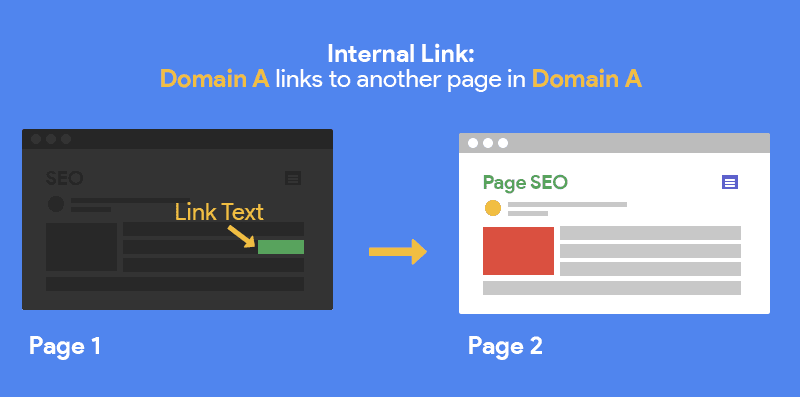 Internal Link:
Domain A links to another page in Domain A
SEO
Link Text
Page SEO
Page 1
Page 2